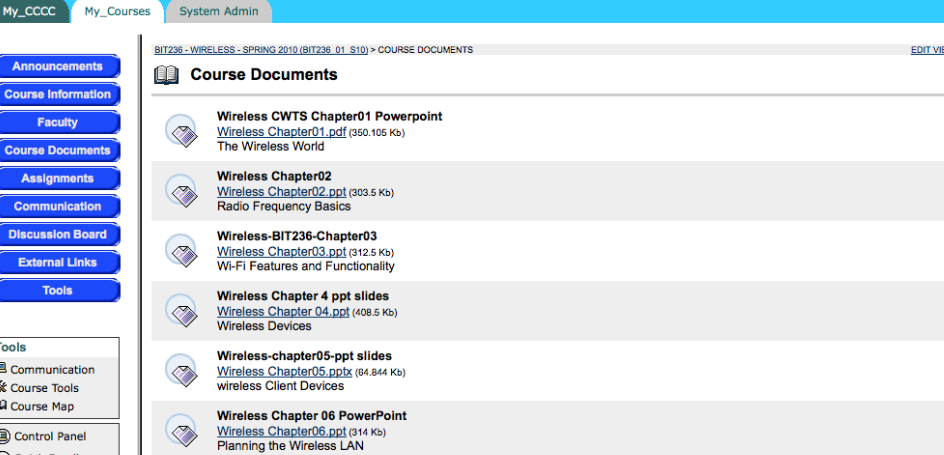 My_CCCC
My_Courses
System Admin
BIT236 - WIRELESS - SPRING 2010 (BIT236_01_S10) > COURSE DOCUMENTS
EDIT VIE
Course Documents
Announcements
Course Information
Faculty
Course Documents
Assignments
Communication
Discussion Board
External Links
Tools
Tools
Communication
Course Tools
Course Map
Control Panel
Wireless CWTS Chapter01 Powerpoint
Wireless Chapter01.pdf (350.105 Kb)
The Wireless World
Wireless Chapter02
Wireless Chapter02.ppt (303.5 Kb)
Radio Frequency Basics
Wireless-BIT236-Chapter03
Wireless Chapter03.ppt (312.5 Kb)
Wi-Fi Features and Functionality
Wireless Chapter 4 ppt slides
Wireless Chapter 04.ppt (408.5 Kb)
Wireless Devices
Wireless-chapter05-ppt slides
Wireless Chapter05.pptx (64.844 Kb)
wireless Client Devices
Wireless Chapter 06 PowerPoint
Wireless Chapter06.ppt (314 Kb)
Planning the Wireless LAN